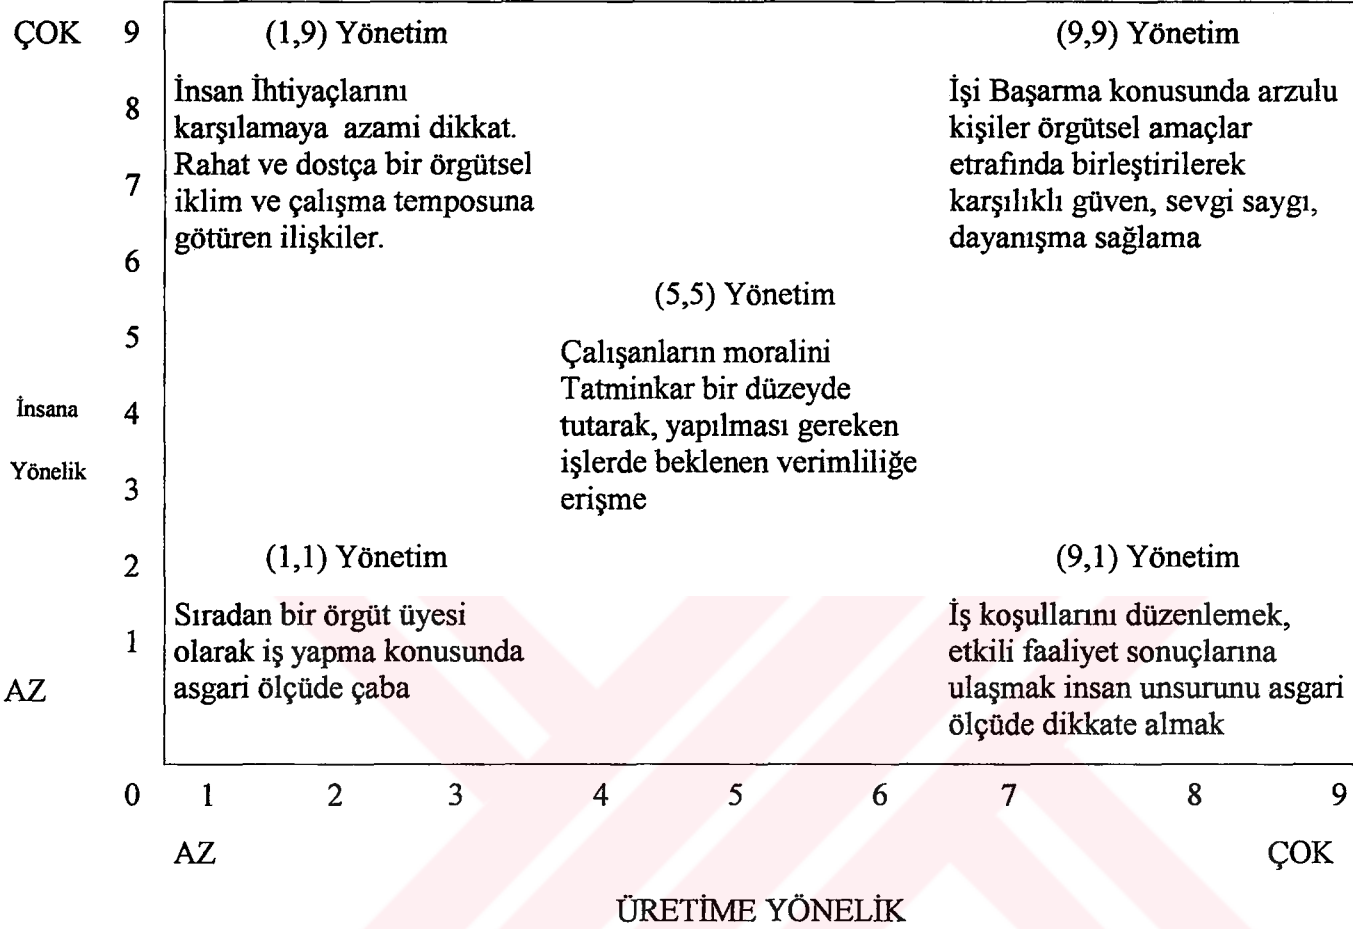 ÇOK 9 (1,9) Yönetim (9,9) Yönetim
8 İnsan İhtiyaçlarını
karşılamaya azami dikkat.
7 Rahat ve dostça bir örgütsel
iklim ve çalışma temposuna
6 götüren ilişkiler.
İşi Başarma konusunda arzulu
kişiler örgütsel amaçlar
etrafında birleştirilerek
karşılıklı güven, sevgi saygı,
dayanışma sağlama
(5,5) Yönetim
5 Çalışanların moralini
Tatminkar bir düzeyde
İnsana 4 tutarak, yapılması gereken
Yönelik işlerde beklenen verimliliğe
3 erişme
2 (1,1) Yönetim (9,1) Yönetim
Sıradan bir örgüt üyesi
1 olarak iş yapma konusunda
AZ asgari ölçüde çaba
İş koşullarını düzenlemek,
etkili faaliyet sonuçlarına
ulaşmak insan unsurunu asgari
ölçüde dikkate almak
0 1 2 3 4 5 6 7 8 9
AZ ÇOK
ÜRETİME YÖNELİK